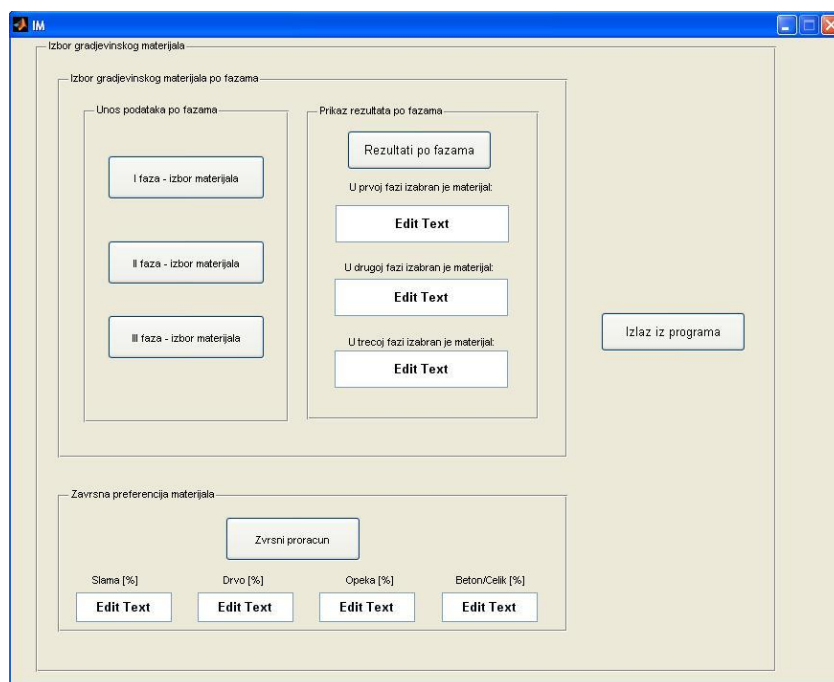 IM
Izbor gradjevinskog materijala
Izbor gradjevinskog materijala po fazama
Unos podataka po fazama
I faza - izbor materijala
II faza - izbor materijala
III faza - izbor materijala
Prikaz rezultata po fazama
Rezultati po fazama
U prvoj fazi izabran je materijal:
Edit Text
U drugoj fazi izabran je materijal:
Edit Text
U trecoj fazi izabran je materijal:
Edit Text
Izlaz iz programa
Zavrsna preferencija materijala
Zvrsni proracun
Slama [%] Drvo [%] Opeka [%] Beton/Celik [%]
Edit Text Edit Text Edit Text Edit Text